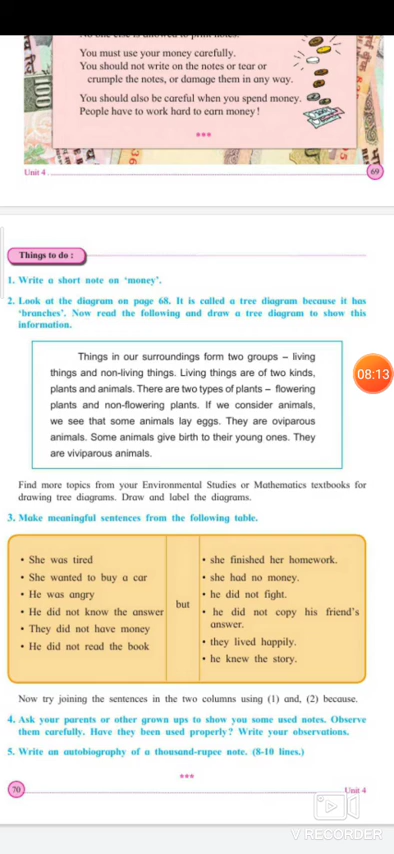 You must use your money carefully.
You should not write on the notes or tear or
crumple the notes, or damage them in any way.
You should also be careful when you spend money.
People have to work hard to earn money!
***
Unit 4
69
Things to do :
1. Write a short note on 'money'.
2. Look at the diagram on page 68. It is called a tree diagram because it has
'branches'. Now read the following and draw a tree diagram to show this
information.
Things in our surroundings form two groups – living
things and non-living things. Living things are of two kinds,
plants and animals. There are two types of plants – flowering
plants and non-flowering plants. If we consider animals,
we see that some animals lay eggs. They are oviparous
animals. Some animals give birth to their young ones. They
are viviparous animals.
08:13
Find more topics from your Environmental Studies or Mathematics textbooks for
drawing tree diagrams. Draw and label the diagrams.
3. Make meaningful sentences from the following table.
• She was tired
• She wanted to buy a car
• He was angry
• He did not know the answer
• They did not have money
• He did not read the book
but
• she finished her homework.
• she had no money.
• he did not fight.
• he did not copy his friend's
answer.
• they lived happily.
• he knew the story.
Now try joining the sentences in the two columns using (1) and, (2) because.
4. Ask your parents or other grown ups to show you some used notes. Observe
them carefully. Have they been used properly? Write your observations.
5. Write an autobiography of a thousand-rupee note. (8-10 lines.)
***
70
Unit 4
V RECORDER